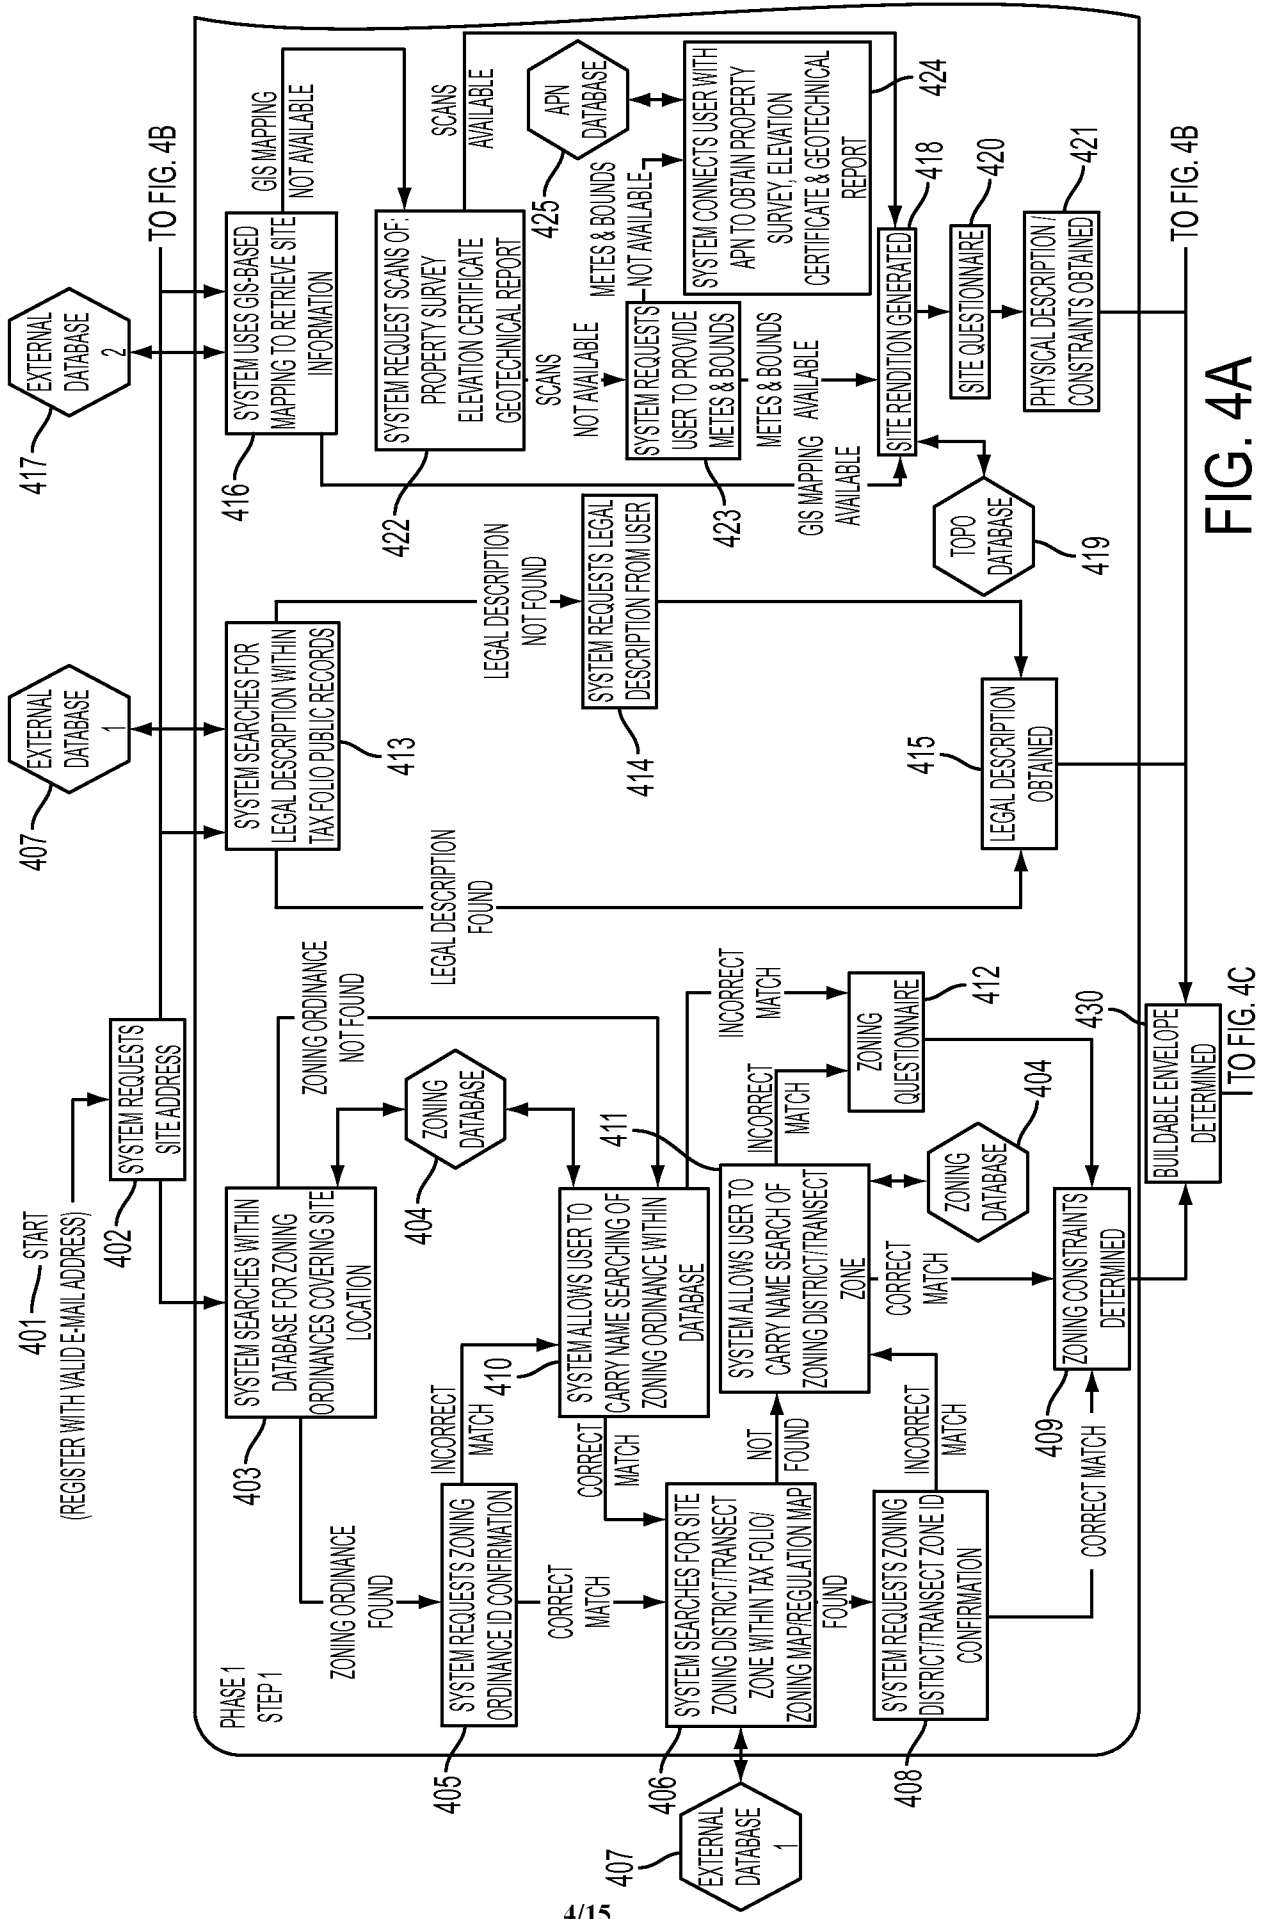 401
START
(REGISTER WITH VALID E-MAIL ADDRESS)
402
SYSTEM REQUESTS
SITE ADDRESS
407
EXTERNAL
DATABASE
1
417
EXTERNAL
DATABASE
2
TO FIG. 4B
PHASE 1
STEP 1
403
SYSTEM SEARCHES WITHIN
DATABASE FOR ZONING
ORDINANCES COVERING SITE
LOCATION
ZONING ORDINANCE
FOUND
ZONING ORDINANCE
NOT FOUND
404
ZONING
DATABASE
405
SYSTEM REQUESTS ZONING
ORDINANCE ID CONFIRMATION
INCORRECT
MATCH
CORRECT
MATCH
410
SYSTEM ALLOWS USER TO
CARRY NAME SEARCHING OF
ZONING ORDINANCE WITHIN
DATABASE
CORRECT
MATCH
INCORRECT
MATCH
407
EXTERNAL
DATABASE
1
406
SYSTEM SEARCHES FOR SITE
ZONING DISTRICT/TRANSECT
ZONE WITHIN TAX FOLIO/
ZONING MAP/REGULATION MAP
NOT
FOUND
FOUND
411
SYSTEM ALLOWS USER TO
CARRY NAME SEARCH OF
ZONING DISTRICT/TRANSECT
ZONE
INCORRECT
MATCH
CORRECT
MATCH
412
ZONING
QUESTIONNAIRE
404
ZONING
DATABASE
408
SYSTEM REQUESTS ZONING
DISTRICT/TRANSECT ZONE ID
CONFIRMATION
INCORRECT
MATCH
CORRECT MATCH
409
ZONING CONSTRAINTS
DETERMINED
413
SYSTEM SEARCHES FOR
LEGAL DESCRIPTION WITHIN
TAX FOLIO PUBLIC RECORDS
LEGAL DESCRIPTION
FOUND
LEGAL DESCRIPTION
NOT FOUND
414
SYSTEM REQUESTS LEGAL
DESCRIPTION FROM USER
415
LEGAL DESCRIPTION
OBTAINED
416
SYSTEM USES GIS-BASED
MAPPING TO RETRIEVE SITE
INFORMATION
GIS MAPPING
NOT AVAILABLE
GIS MAPPING
AVAILABLE
422
SYSTEM REQUEST SCANS OF:
PROPERTY SURVEY
ELEVATION CERTIFICATE
GEOTECHNICAL REPORT
SCANS
AVAILABLE
SCANS
NOT AVAILABLE
423
SYSTEM REQUESTS
USER TO PROVIDE
METES & BOUNDS
METES & BOUNDS
NOT AVAILABLE
METES & BOUNDS
AVAILABLE
425
APN
DATABASE
424
SYSTEM CONNECTS USER WITH
APN TO OBTAIN PROPERTY
SURVEY, ELEVATION
CERTIFICATE & GEOTECHNICAL
REPORT
418
SITE RENDITION GENERATED
419
TOPO
DATABASE
420
SITE QUESTIONNAIRE
421
PHYSICAL DESCRIPTION /
CONSTRAINTS OBTAINED
430
BUILDABLE ENVELOPE
DETERMINED
TO FIG. 4B
TO FIG. 4C
FIG. 4A
4/15